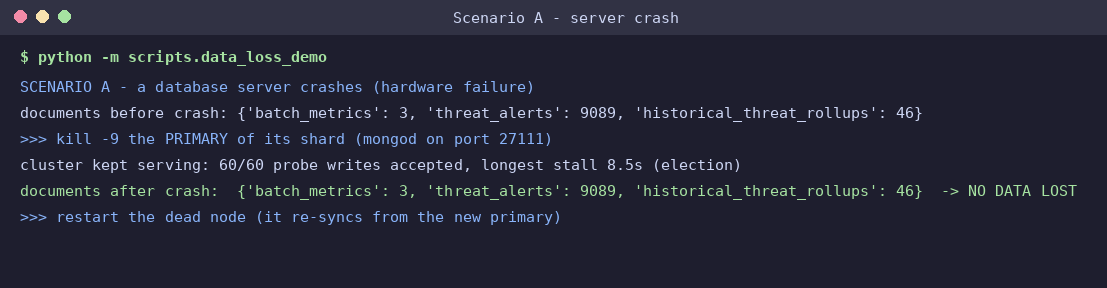 Scenario A - server crash
$ python -m scripts.data_loss_demo
SCENARIO A - a database server crashes (hardware failure)
documents before crash: {'batch_metrics': 3, 'threat_alerts': 9089, 'historical_threat_rollups': 46}
>>> kill -9 the PRIMARY of its shard (mongod on port 27111)
cluster kept serving: 60/60 probe writes accepted, longest stall 8.5s (election)
documents after crash:  {'batch_metrics': 3, 'threat_alerts': 9089, 'historical_threat_rollups': 46}  -> NO DATA LOST
>>> restart the dead node (it re-syncs from the new primary)